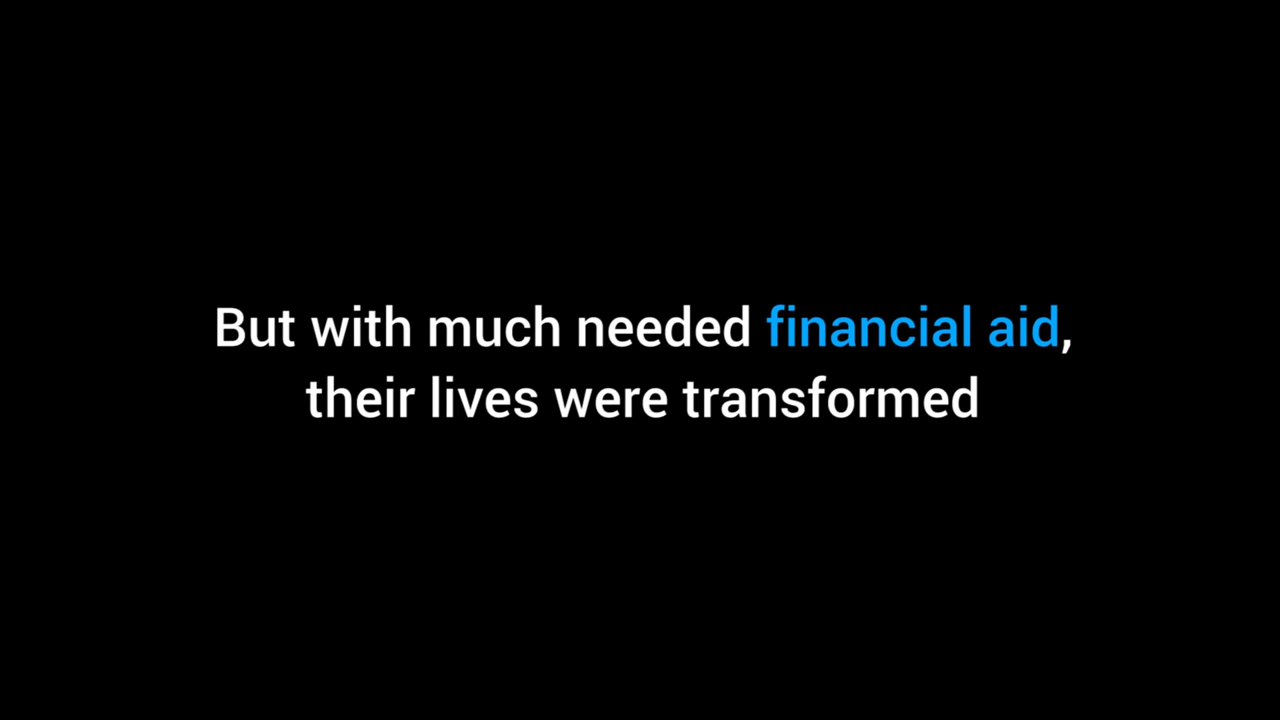 But with much needed financial aid,
their lives were transformed